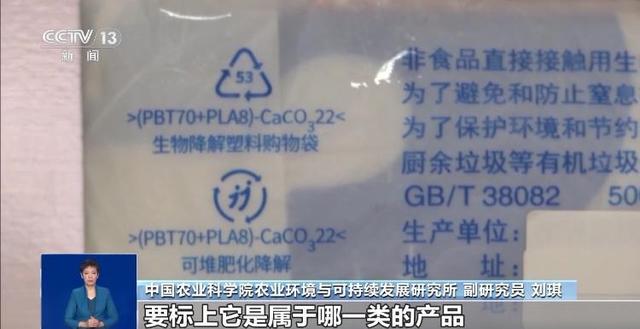 CCTV 13
新闻
53
>(PBT70+PLA8)-CaCO₃22<
生物降解塑料购物袋
>(PBT70+PLA8)-CaCO₃22<
可堆肥化降解
非食品直接接触用生
为了避免和防止窒息
为了保护环境和节约
厨余垃圾等有机垃圾
GB/T 38082 50
生产单位:
地 址:
中国农业科学院农业环境与可持续发展研究所 副研究员 刘琪
要标上它是属于哪一类的产品